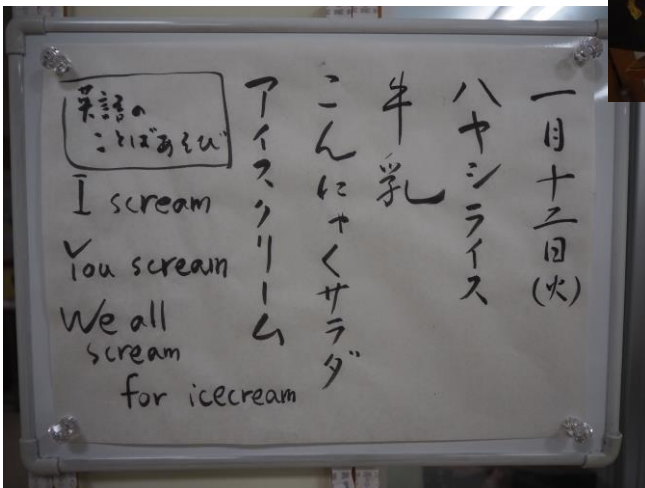 一月十二日(火)
ハヤシライス
牛乳
こんにゃくサラダ
アイスクリーム
英語の
ことばあそび
I scream
You scream
We all
scream
for icecream